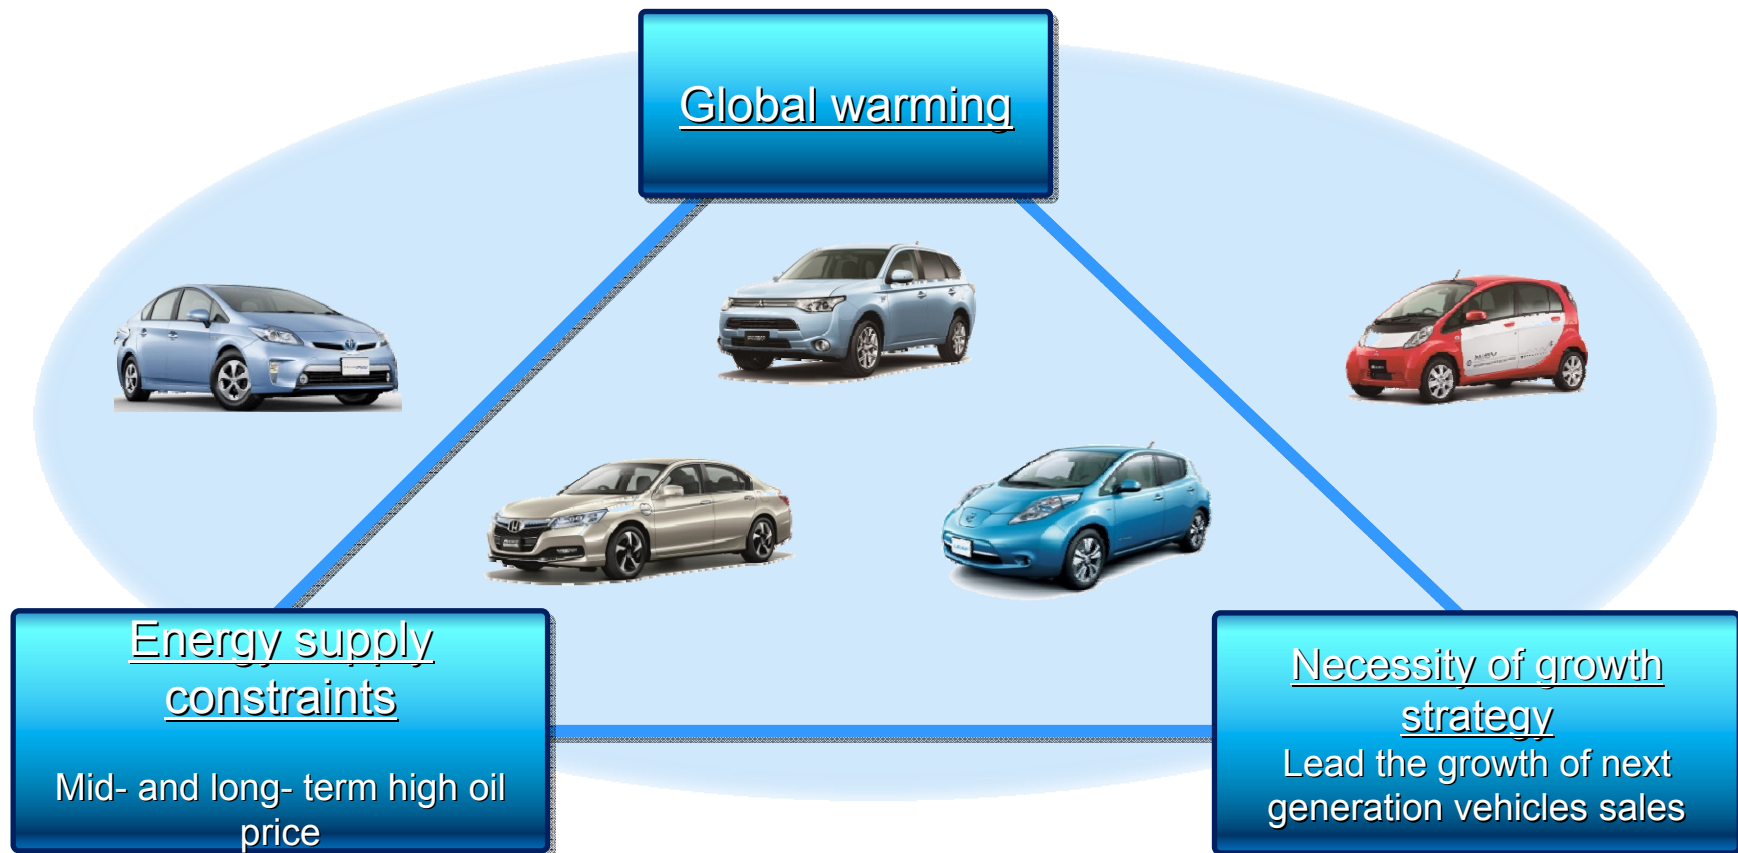 Global warming
Energy supply
constraints
Mid- and long- term high oil
price
Necessity of growth
strategy
Lead the growth of next
generation vehicles sales